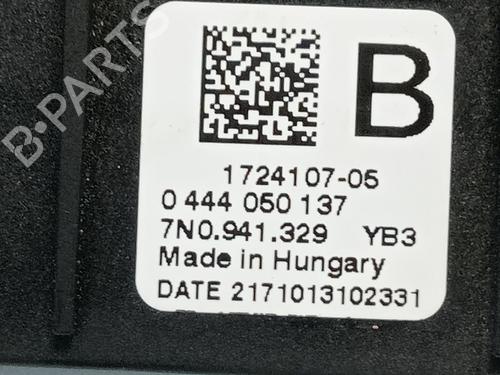 B
1724107-05
0 444 050 137
7N0.941.329 YB3
Made in Hungary
DATE 2171013102331
B-PARTS